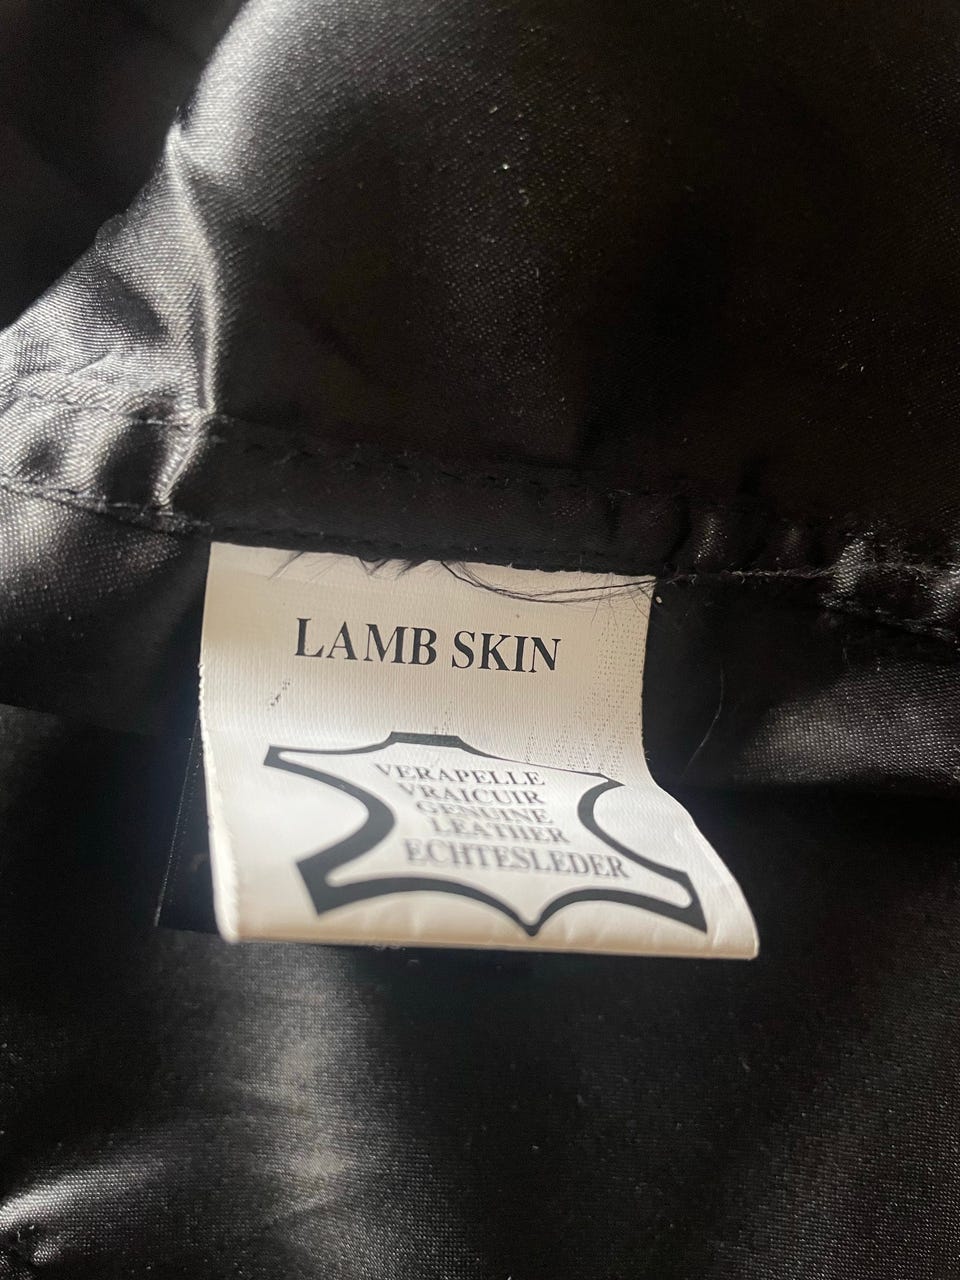 LAMB SKIN
VERAPELLE
VRAICUIR
GENUINE
LEATHER
ECHTESLEDER